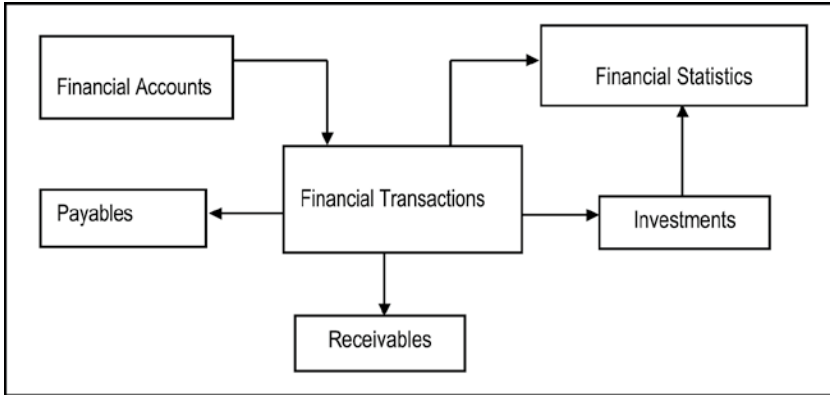 Financial Accounts
Financial Statistics
Financial Transactions
Payables
Investments
Receivables